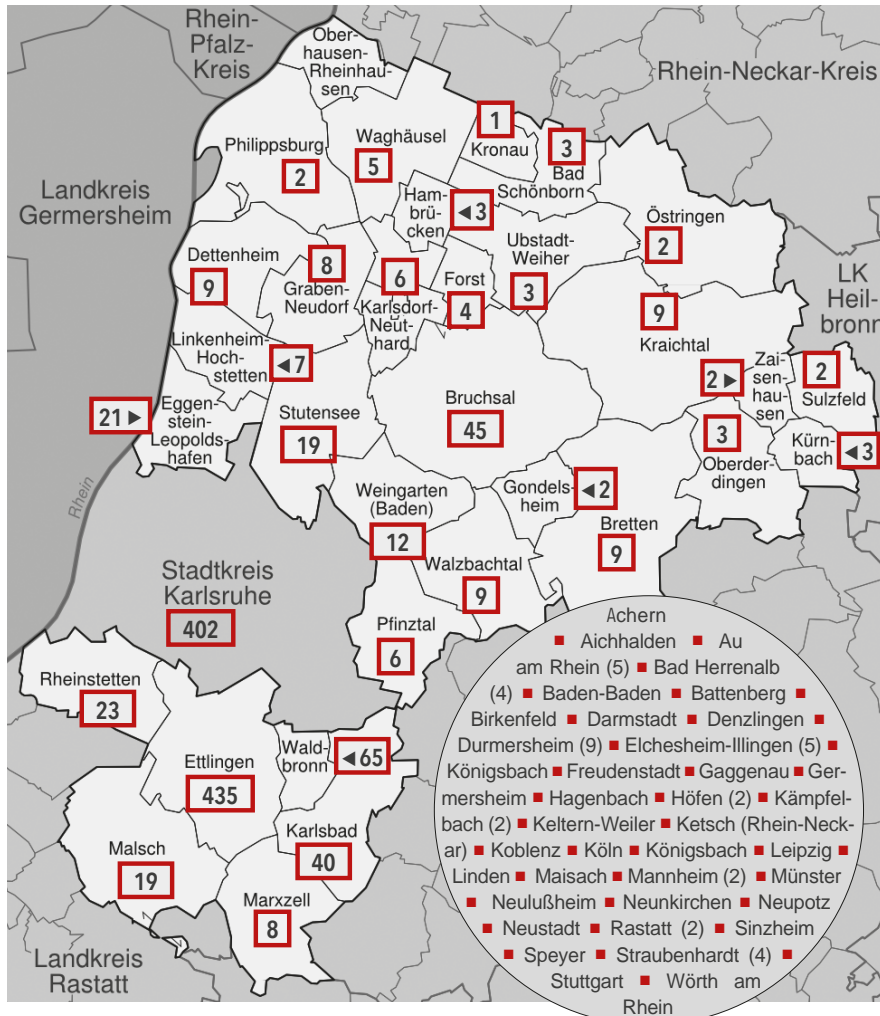 Rhein-
Pfalz-
Kreis
Ober-
hausen-
Rheinhau-
sen
Rhein-Neckar-Kreis
1
Kronau
3
Bad
Schönborn
Philippsburg
2
Waghäusel
5
Landkreis
Germersheim
Ham-
brücken
◄3
Östringen
2
Ubstadt-
Weiher
3
Dettenheim
9
8
Graben-
Neudorf
6
Karlsdorf-
Neut-
hard
Forst
4
LK
Heil-
bronn
9
Kraichtal
Linkenheim-
Hoch-
stetten
◄7
2►
Zai-
sen-
hausen
2
Sulzfeld
21►
Eggen-
stein-
Leopolds-
hafen
Stutensee
19
Bruchsal
45
3
Oberder-
dingen
Kürn-
bach
◄3
Rhein
Weingarten
(Baden)
12
Gondels-
heim
◄2
Bretten
9
Stadtkreis
Karlsruhe
402
Walzbachtal
9
Pfinztal
6
Rheinstetten
23
Wald-
bronn
◄65
Ettlingen
435
Karlsbad
40
Malsch
19
Marxzell
8
Landkreis
Rastatt
Achern
■ Aichhalden ■ Au
am Rhein (5) ■ Bad Herrenalb
(4) ■ Baden-Baden ■ Battenberg ■
Birkenfeld ■ Darmstadt ■ Denzlingen ■
Durmersheim (9) ■ Elchesheim-Illingen (5) ■
Königsbach ■ Freudenstadt ■ Gaggenau ■ Ger-
mersheim ■ Hagenbach ■ Höfen (2) ■ Kämpfel-
bach (2) ■ Keltern-Weiler ■ Ketsch (Rhein-Neck-
ar) ■ Koblenz ■ Köln ■ Königsbach ■ Leipzig ■
Linden ■ Maisach ■ Mannheim (2) ■ Münster
■ Neulußheim ■ Neunkirchen ■ Neupotz
■ Neustadt ■ Rastatt (2) ■ Sinzheim
■ Speyer ■ Straubenhardt (4) ■
Stuttgart ■ Wörth am
Rhein